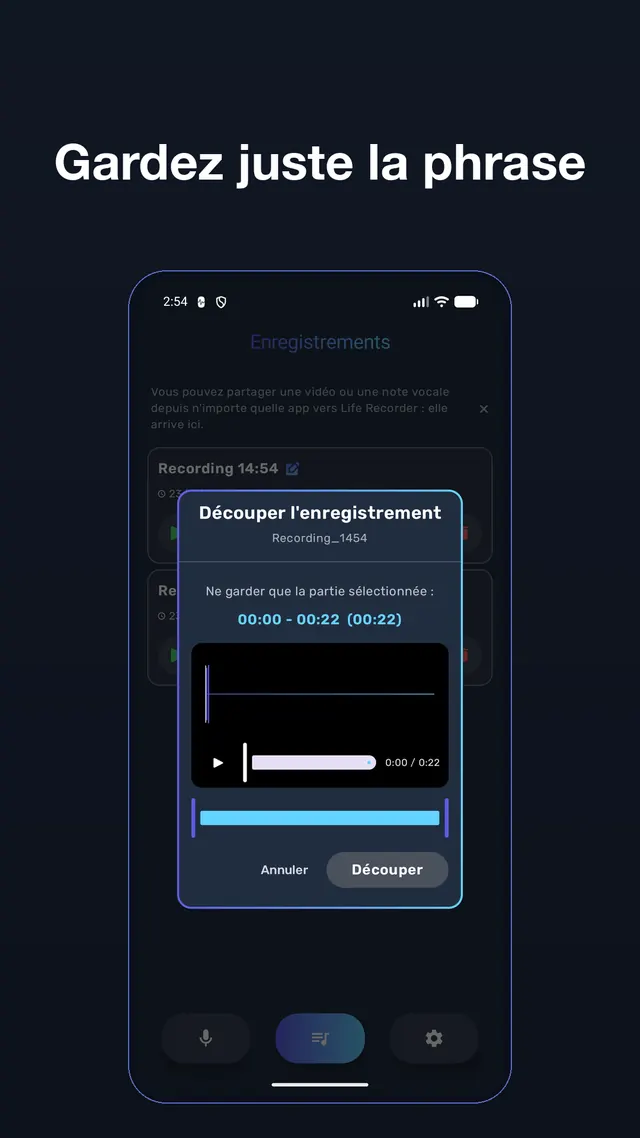 Gardez juste la phrase
2:54
Enregistrements
Vous pouvez partager une vidéo ou une note vocale
depuis n'importe quelle app vers Life Recorder : elle
arrive ici.
Recording 14:54
23
Découper l'enregistrement
Recording_1454
Re
Ne garder que la partie sélectionnée :
00:00 - 00:22 (00:22)
0:00 / 0:22
Annuler
Découper